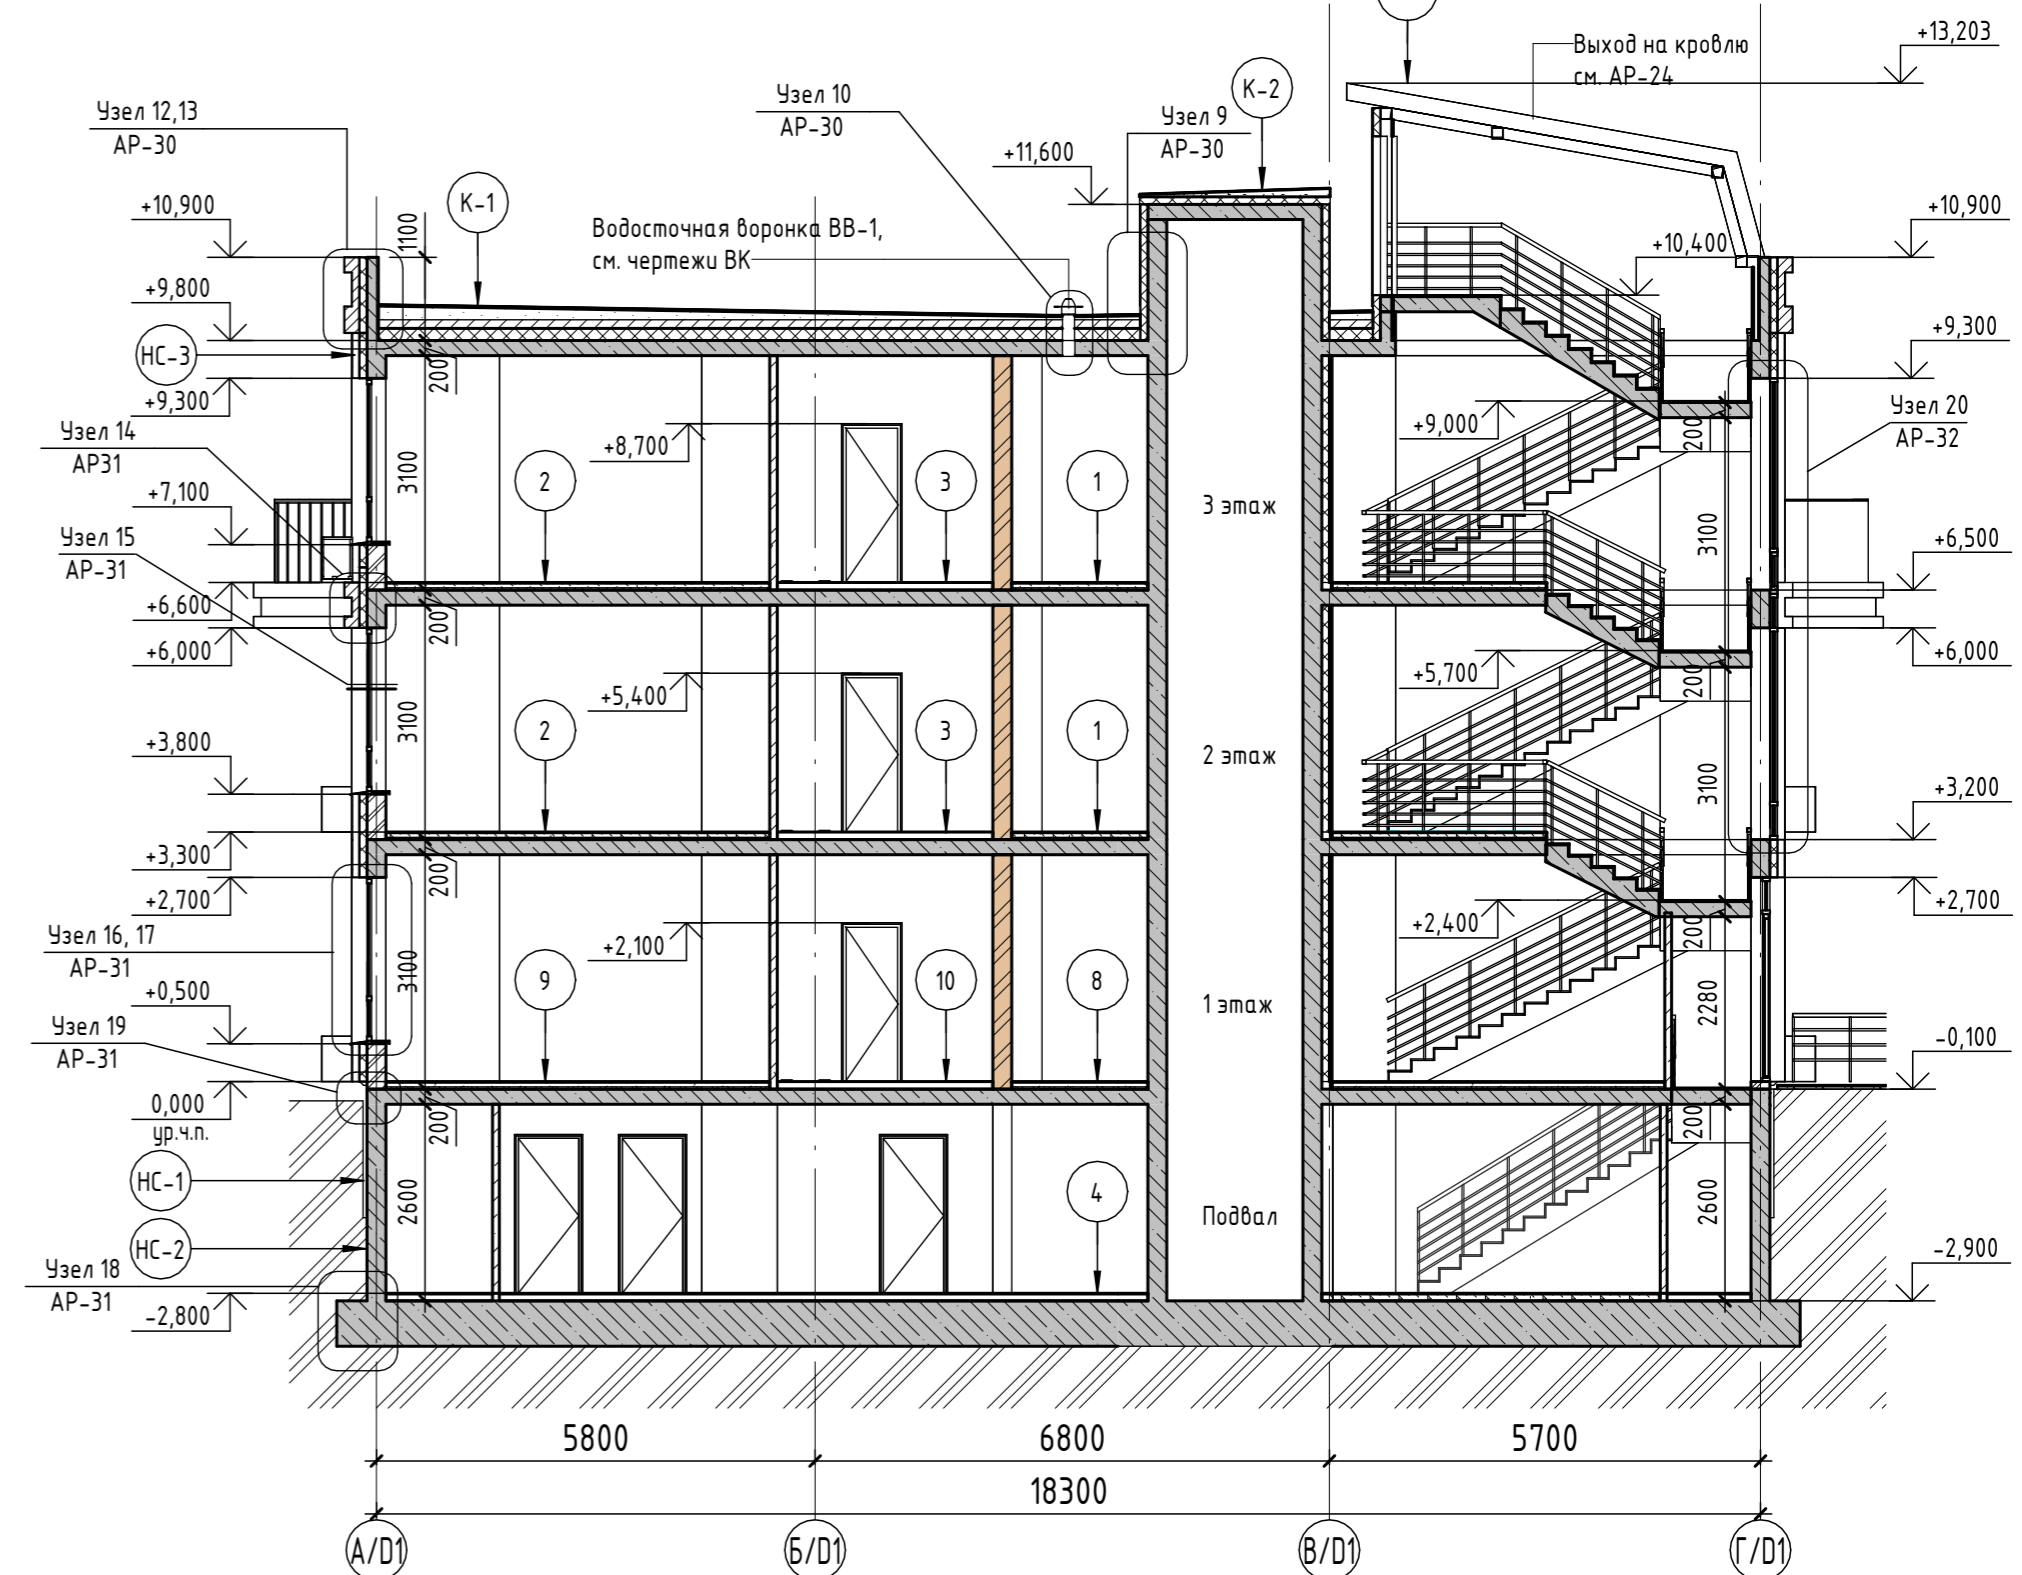 Выход на кровлю
см. АР-24
+13,203
Узел 12,13
АР-30
Узел 10
АР-30
К-2
Узел 9
АР-30
+11,600
+10,900
К-1
1100
Водосточная воронка ВВ-1,
см. чертежи ВК
+10,400
+10,900
+9,800
НС-3
+9,300
200
+9,300
+9,000
200
Узел 20
АР-32
Узел 14
АР31
+8,700
3100
2
3
1
3 этаж
+7,100
Узел 15
АР-31
3100
+6,500
+6,600
200
+6,000
+6,000
+5,700
200
+5,400
3100
2
3
1
2 этаж
+3,800
3100
+3,200
+3,300
200
+2,700
+2,700
+2,400
200
Узел 16, 17
АР-31
+2,100
3100
9
10
8
1 этаж
2280
+0,500
Узел 19
АР-31
-0,100
0,000
ур.ч.п.
200
200
НС-1
2600
4
Подвал
2600
НС-2
Узел 18
АР-31
-2,800
-2,900
5800
6800
5700
18300
А/D1
Б/D1
В/D1
Г/D1